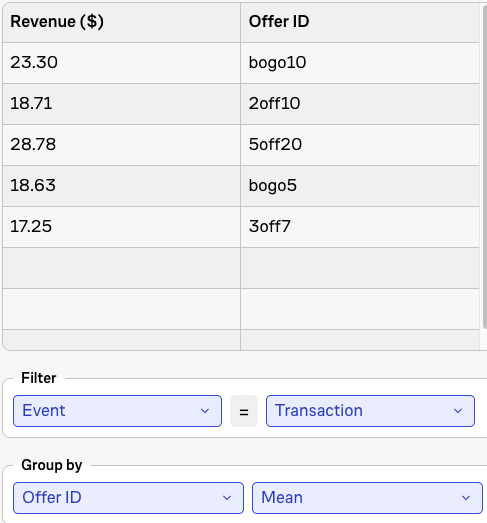 Revenue ($) Offer ID
23.30 bogo10
18.71 2off10
28.78 5off20
18.63 bogo5
17.25 3off7
Filter
Event = Transaction
Group by
Offer ID Mean